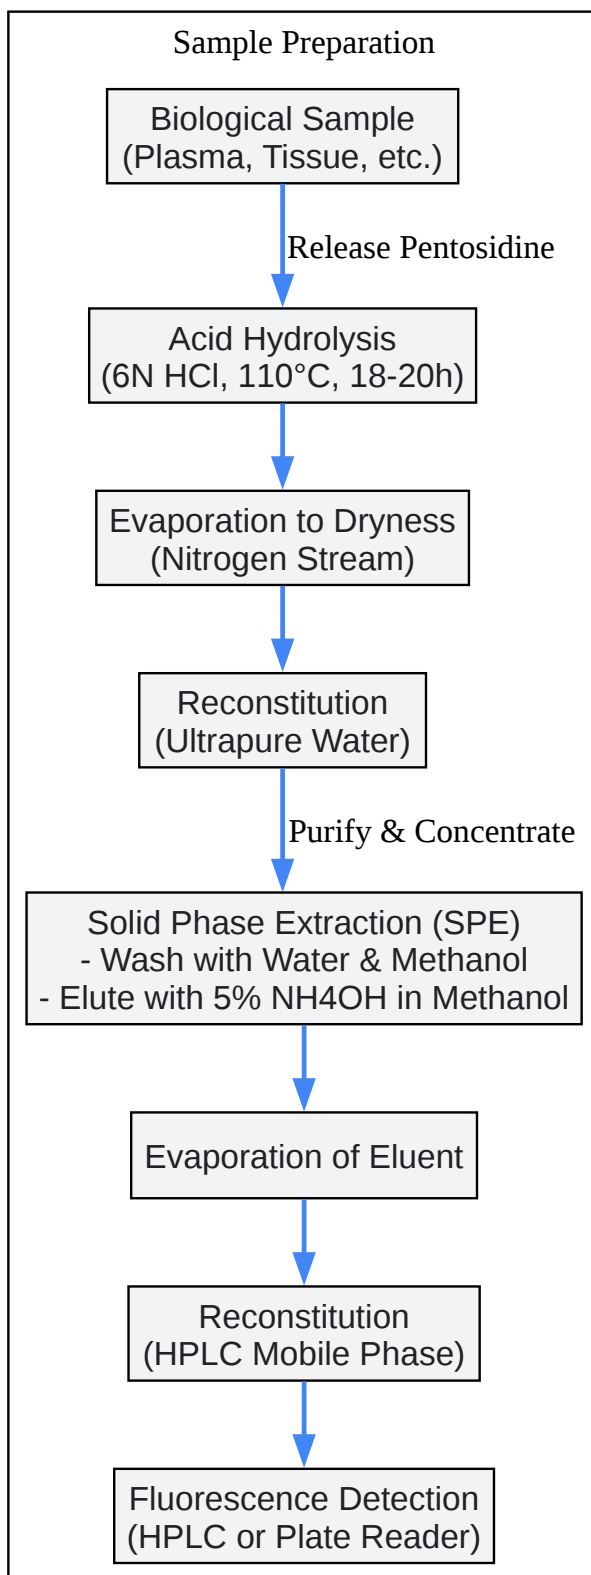 Sample Preparation
Biological Sample
(Plasma, Tissue, etc.)
Release Pentosidine
Acid Hydrolysis
(6N HCl, 110°C, 18-20h)
Evaporation to Dryness
(Nitrogen Stream)
Reconstitution
(Ultrapure Water)
Purify & Concentrate
Solid Phase Extraction (SPE)
- Wash with Water & Methanol
- Elute with 5% NH4OH in Methanol
Evaporation of Eluent
Reconstitution
(HPLC Mobile Phase)
Fluorescence Detection
(HPLC or Plate Reader)